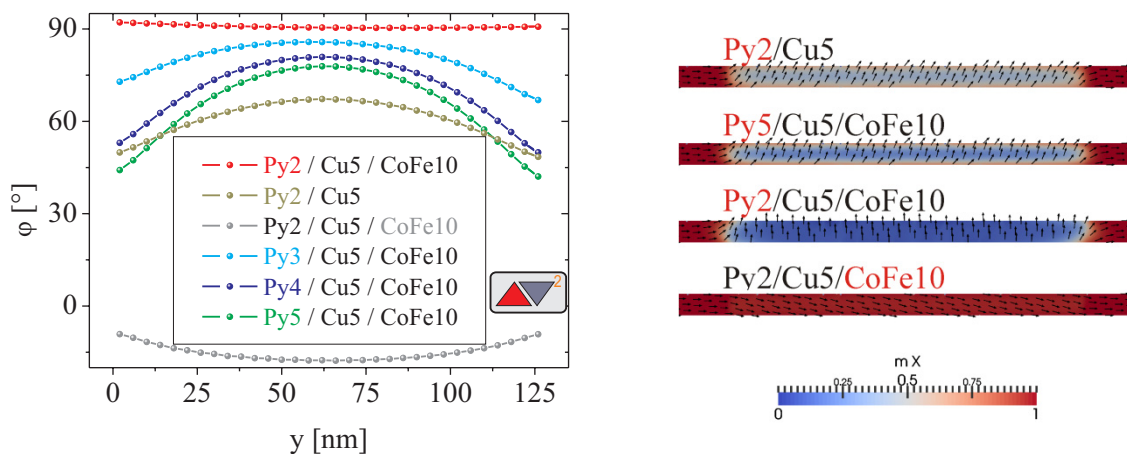 90
60
30
0
φ [°]
0
25
50
75
100
125
y [nm]
Py2 / Cu5 / CoFe10
Py2 / Cu5
Py2 / Cu5 / CoFe10
Py3 / Cu5 / CoFe10
Py4 / Cu5 / CoFe10
Py5 / Cu5 / CoFe10
2
Py2/Cu5
Py5/Cu5/CoFe10
Py2/Cu5/CoFe10
Py2/Cu5/CoFe10
m X
0.25
0.5
0.75
0
1